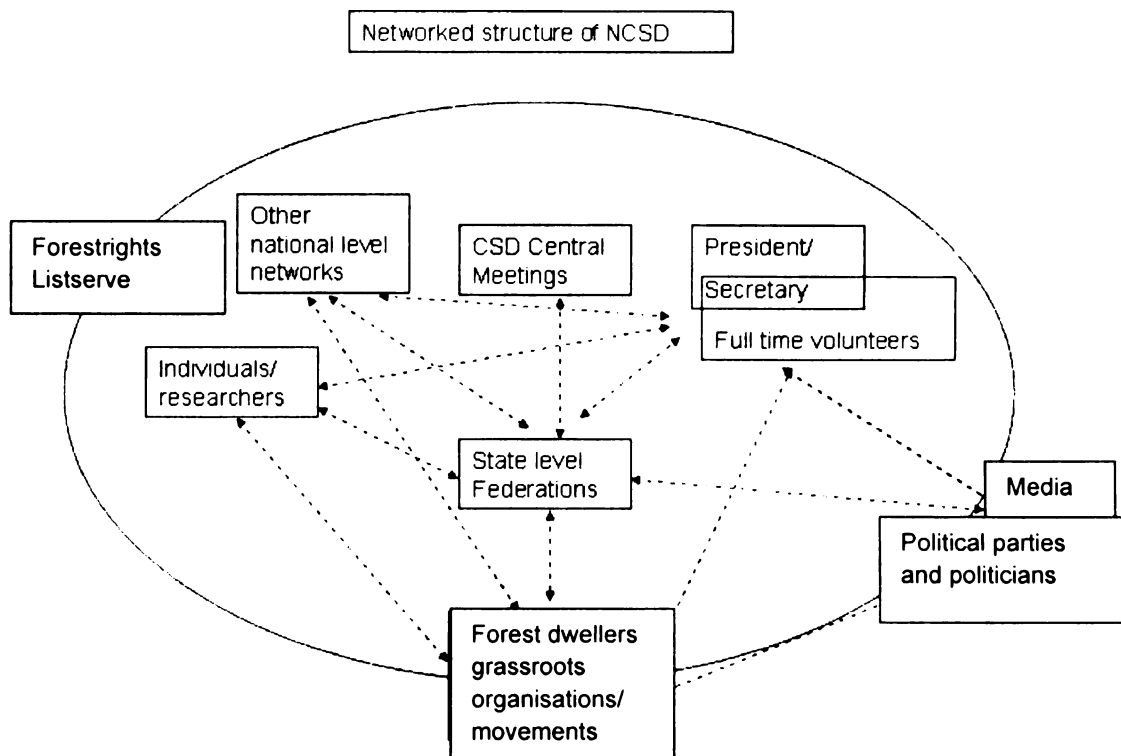 Networked structure of NCSD
Other
national level
networks
Forestrights
Listserve
CSD Central
Meetings
President/
Secretary
Full time volunteers
Individuals/
researchers
State level
Federations
Media
Political parties
and politicians
Forest dwellers
grassroots
organisations/
movements